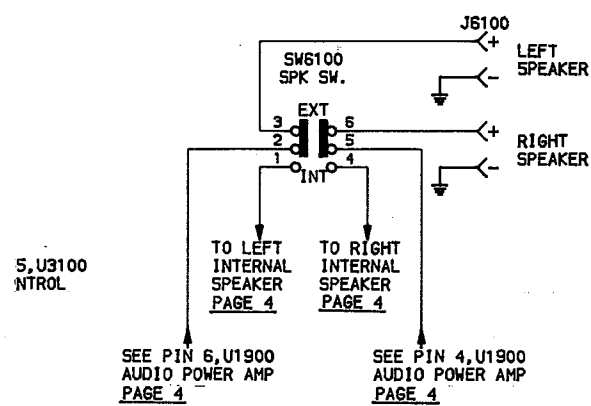 J6100
+
LEFT
SPEAKER
-
SW6100
SPK SW.
EXT
3
6
+
RIGHT
SPEAKER
2
5
1
4
-
INT
TO LEFT
INTERNAL
SPEAKER
PAGE 4
TO RIGHT
INTERNAL
SPEAKER
PAGE 4
5,U3100
NTROL
SEE PIN 6,U1900
AUDIO POWER AMP
PAGE 4
SEE PIN 4,U1900
AUDIO POWER AMP
PAGE 4